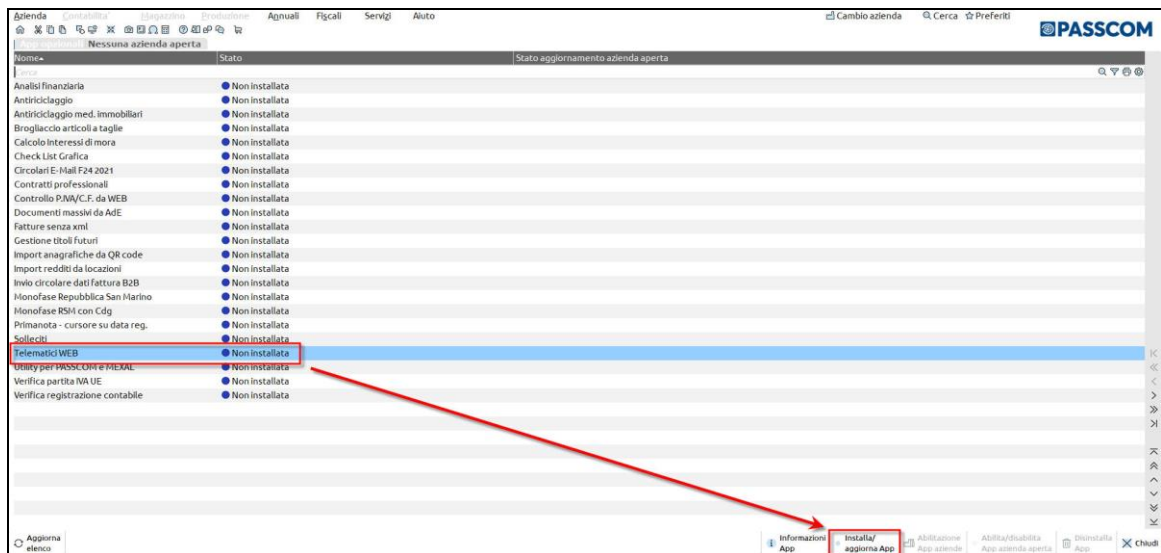 Azienda Contabilita' Magazzino Produzione Annuali Fiscali Servizi Aiuto Cambio azienda Cerca Preferiti
PASSCOM
App opzionali Nessuna azienda aperta
Nome Stato Stato aggiornamento azienda aperta
Cerca
Analisi finanziaria Non installata
Antiriciclaggio Non installata
Antiriciclaggio med. immobiliari Non installata
Brogliaccio articoli a taglie Non installata
Calcolo Interessi di mora Non installata
Check List Grafica Non installata
Circolari E-Mail F24 2021 Non installata
Contratti professionali Non installata
Controllo P.IVA/C.F. da WEB Non installata
Documenti massivi da AdE Non installata
Fatture senza xml Non installata
Gestione titoli futuri Non installata
Import anagrafiche da QR code Non installata
Import redditi da locazioni Non installata
Invio circolare dati fattura B2B Non installata
Monofase Repubblica San Marino Non installata
Monofase RSM con Cdg Non installata
Primanota - cursore su data reg. Non installata
Solleciti Non installata
Telematici WEB Non installata
Utility per PASSCOM e MEXAL Non installata
Verifica partita IVA UE Non installata
Verifica registrazione contabile Non installata
Aggiorna elenco Informazioni App Installa/ aggiorna App Abilitazione App aziende Abilita/disabilita App azienda aperta Disinstalla App Chiudi